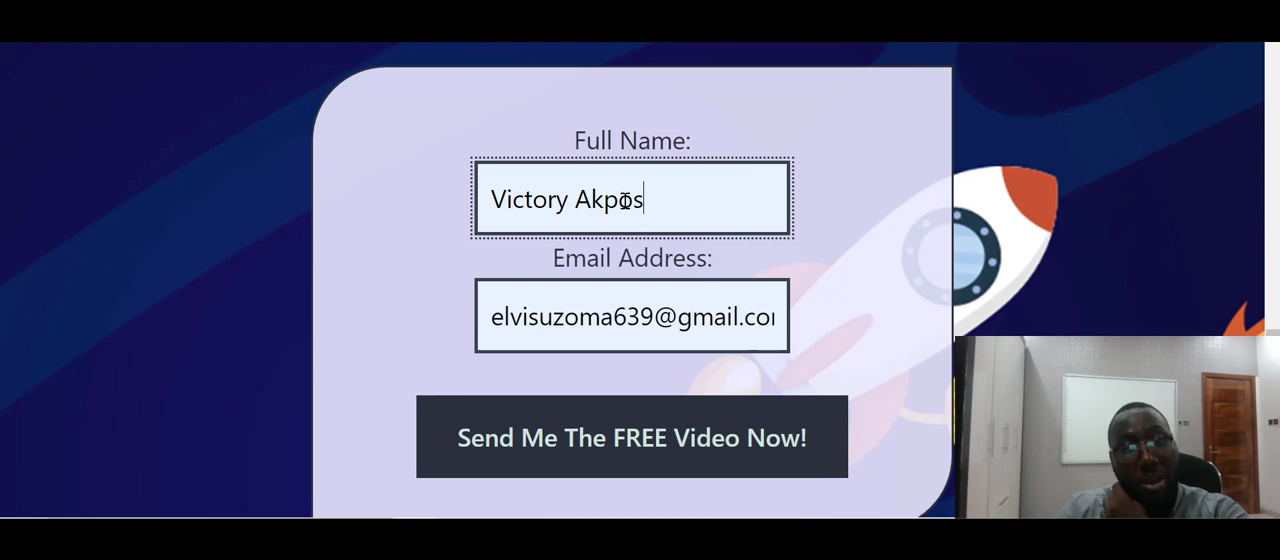 Full Name:
Victory Akpos
Email Address:
elvisuzoma639@gmail.co
Send Me The FREE Video Now!